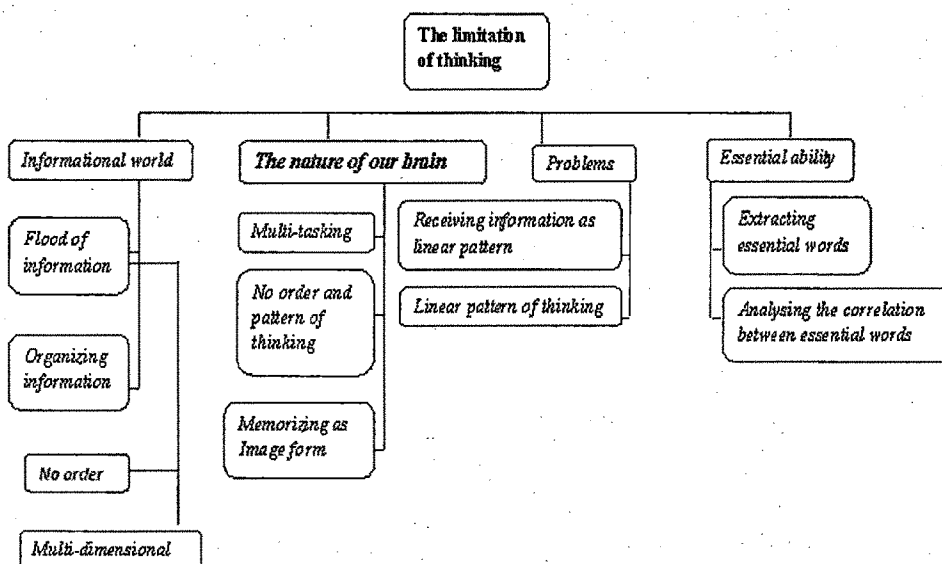 The limitation
of thinking
Informational world
Flood of
information
Organizing
information
No order
Multi-dimensional
The nature of our brain
Multi-tasking
No order and
pattern of
thinking
Memorizing as
Image form
Problems
Receiving information as
linear pattern
Linear pattern of thinking
Essential ability
Extracting
essential words
Analysing the correlation
between essential words